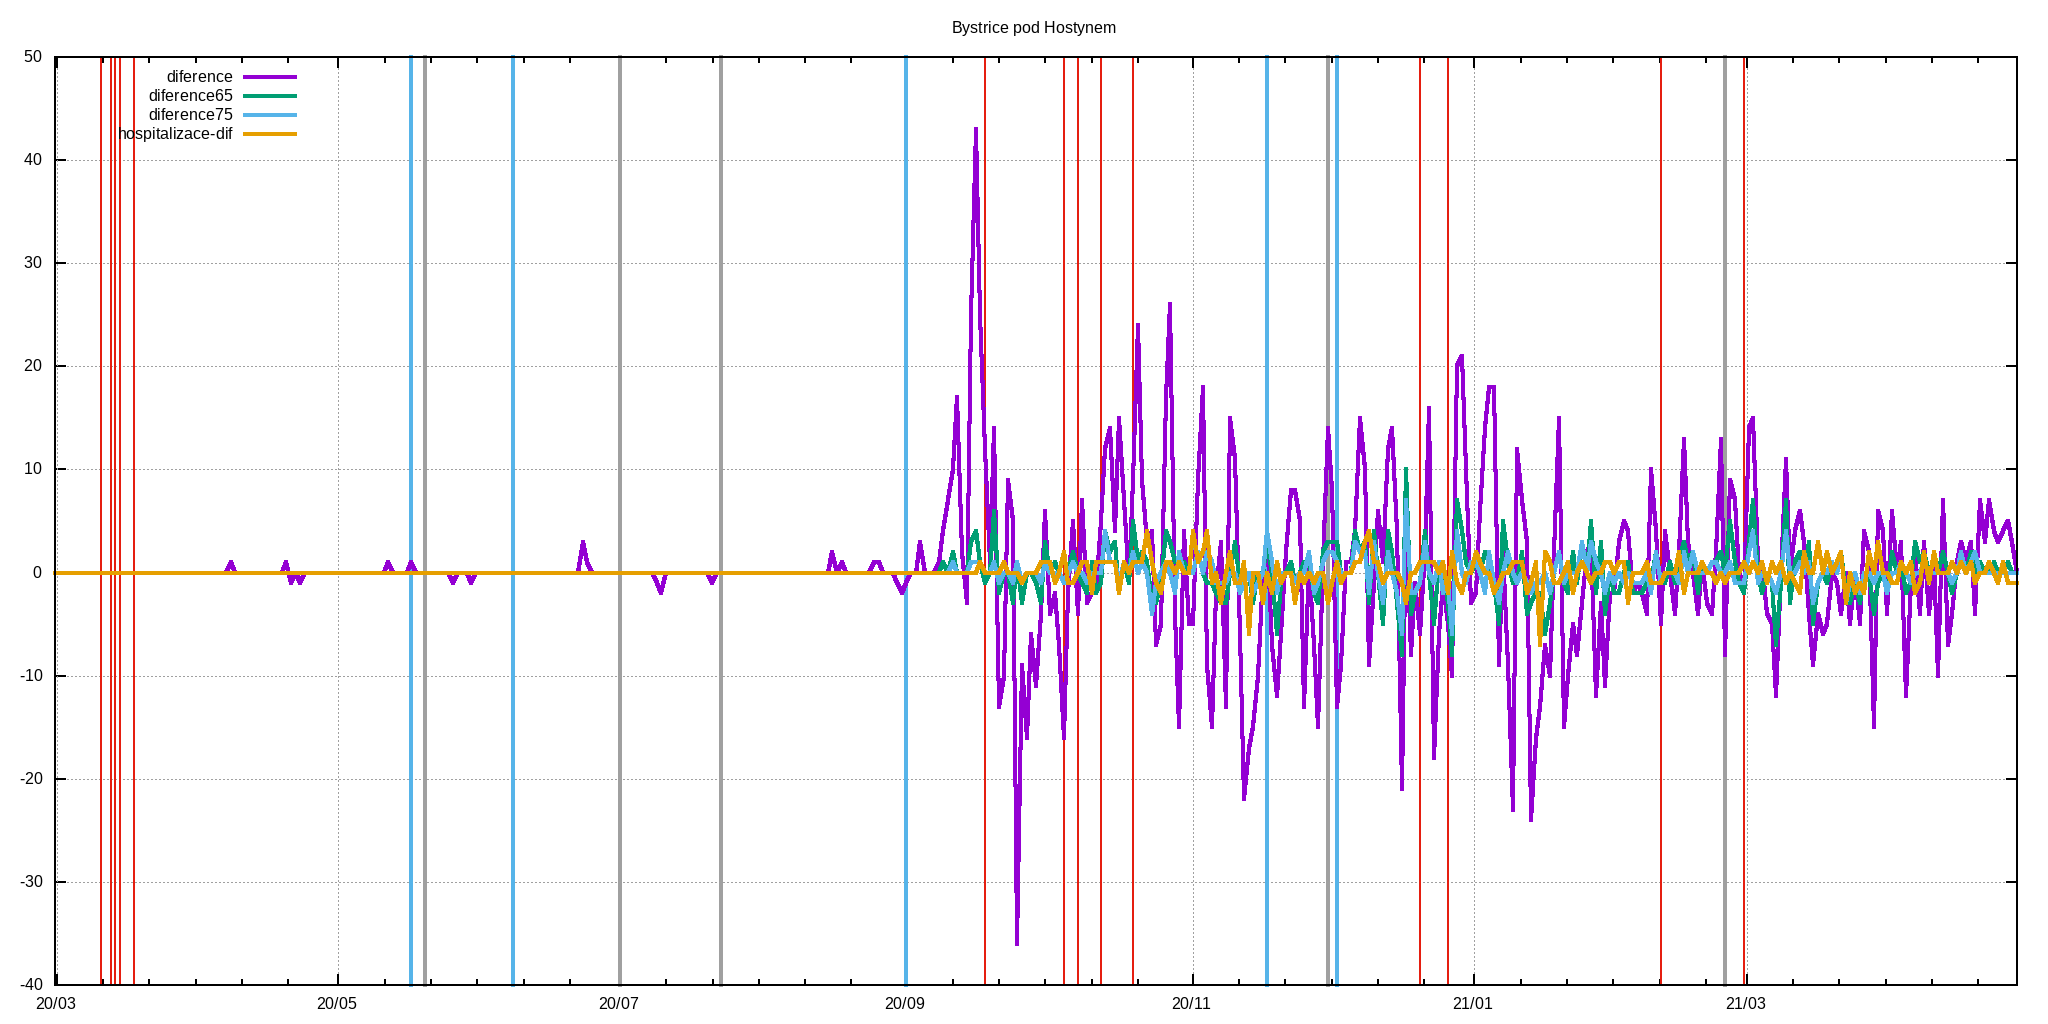 Bystrice pod Hostynem
50
40
30
20
10
0
-10
-20
-30
-40
diference
diference65
diference75
hospitalizace-dif
20/03 20/05 20/07 20/09 20/11 21/01 21/03